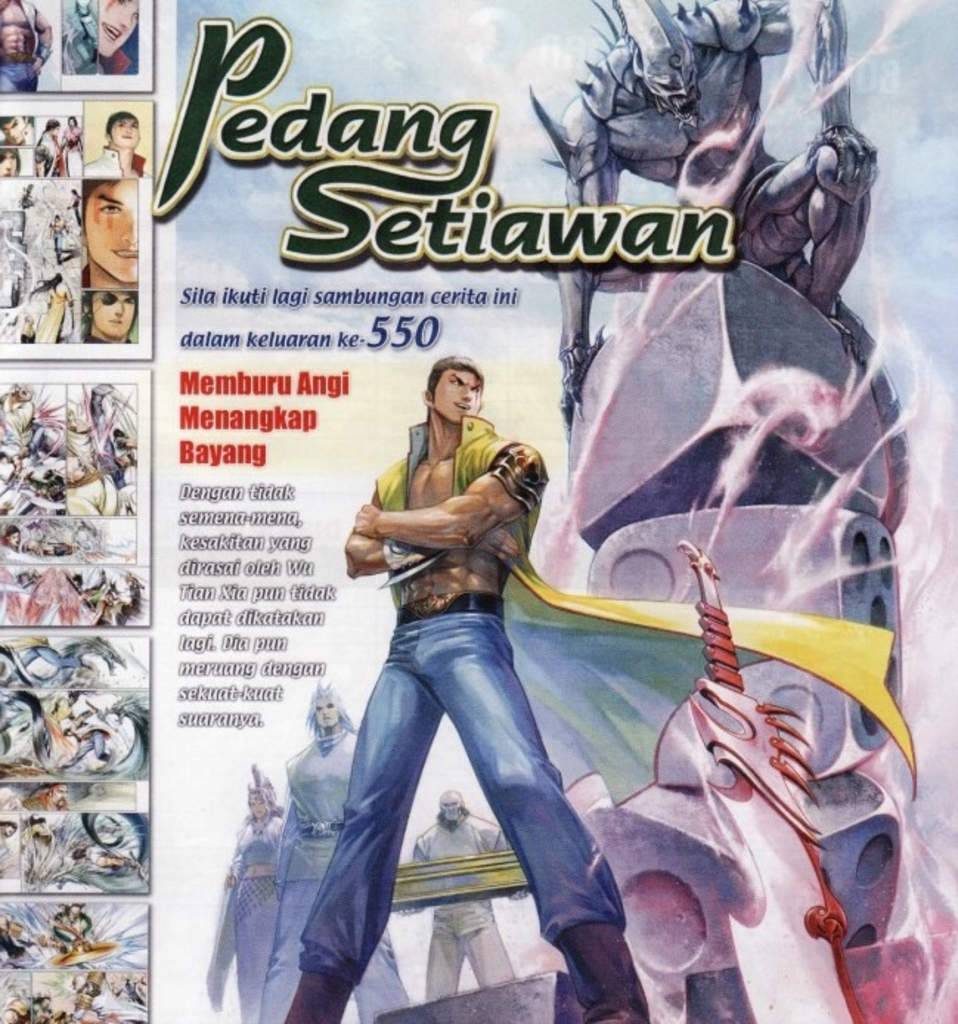 Pedang
Setiawan
Sila ikuti lagi sambungan cerita ini
dalam keluaran ke-550
Memburu Angi
Menangkap
Bayang
Dengan tidak
semena-mena,
kesakitan yang
dirasai oleh Wu
Tian Xia pun tidak
dapat dikatakan
lagi. Dia pun
meruang dengan
sekuat-kuat
suaranya.